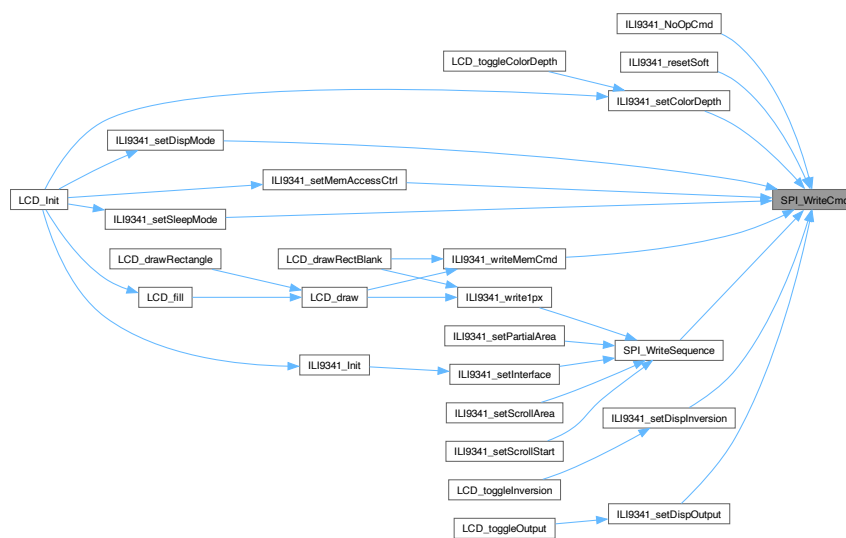 ILI9341_NoOpCmd
LCD_toggleColorDepth
ILI9341_resetSoft
ILI9341_setColorDepth
ILI9341_setDispMode
ILI9341_setMemAccessCtrl
LCD_Init
SPI_WriteCmd
ILI9341_setSleepMode
LCD_drawRectangle
LCD_drawRectBlank
ILI9341_writeMemCmd
LCD_fill
LCD_draw
ILI9341_write1px
ILI9341_setPartialArea
SPI_WriteSequence
ILI9341_Init
ILI9341_setInterface
ILI9341_setScrollArea
ILI9341_setDispInversion
ILI9341_setScrollStart
LCD_toggleInversion
ILI9341_setDispOutput
LCD_toggleOutput